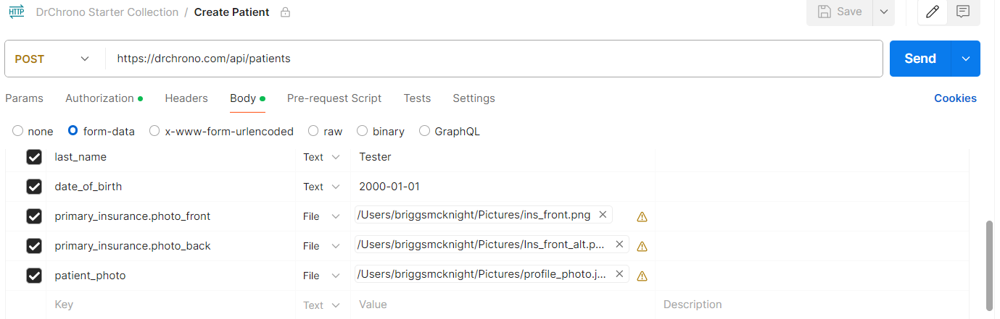 HTTP DrChrono Starter Collection / Create Patient Save
POST https://drchrono.com/api/patients Send
Params Authorization Headers Body Pre-request Script Tests Settings Cookies
none form-data x-www-form-urlencoded raw binary GraphQL
last_name Text Tester
date_of_birth Text 2000-01-01
primary_insurance.photo_front File /Users/briggsmcknight/Pictures/ins_front.png
primary_insurance.photo_back File /Users/briggsmcknight/Pictures/Ins_front_alt.p...
patient_photo File /Users/briggsmcknight/Pictures/profile_photo.j...
Key Text Value Description